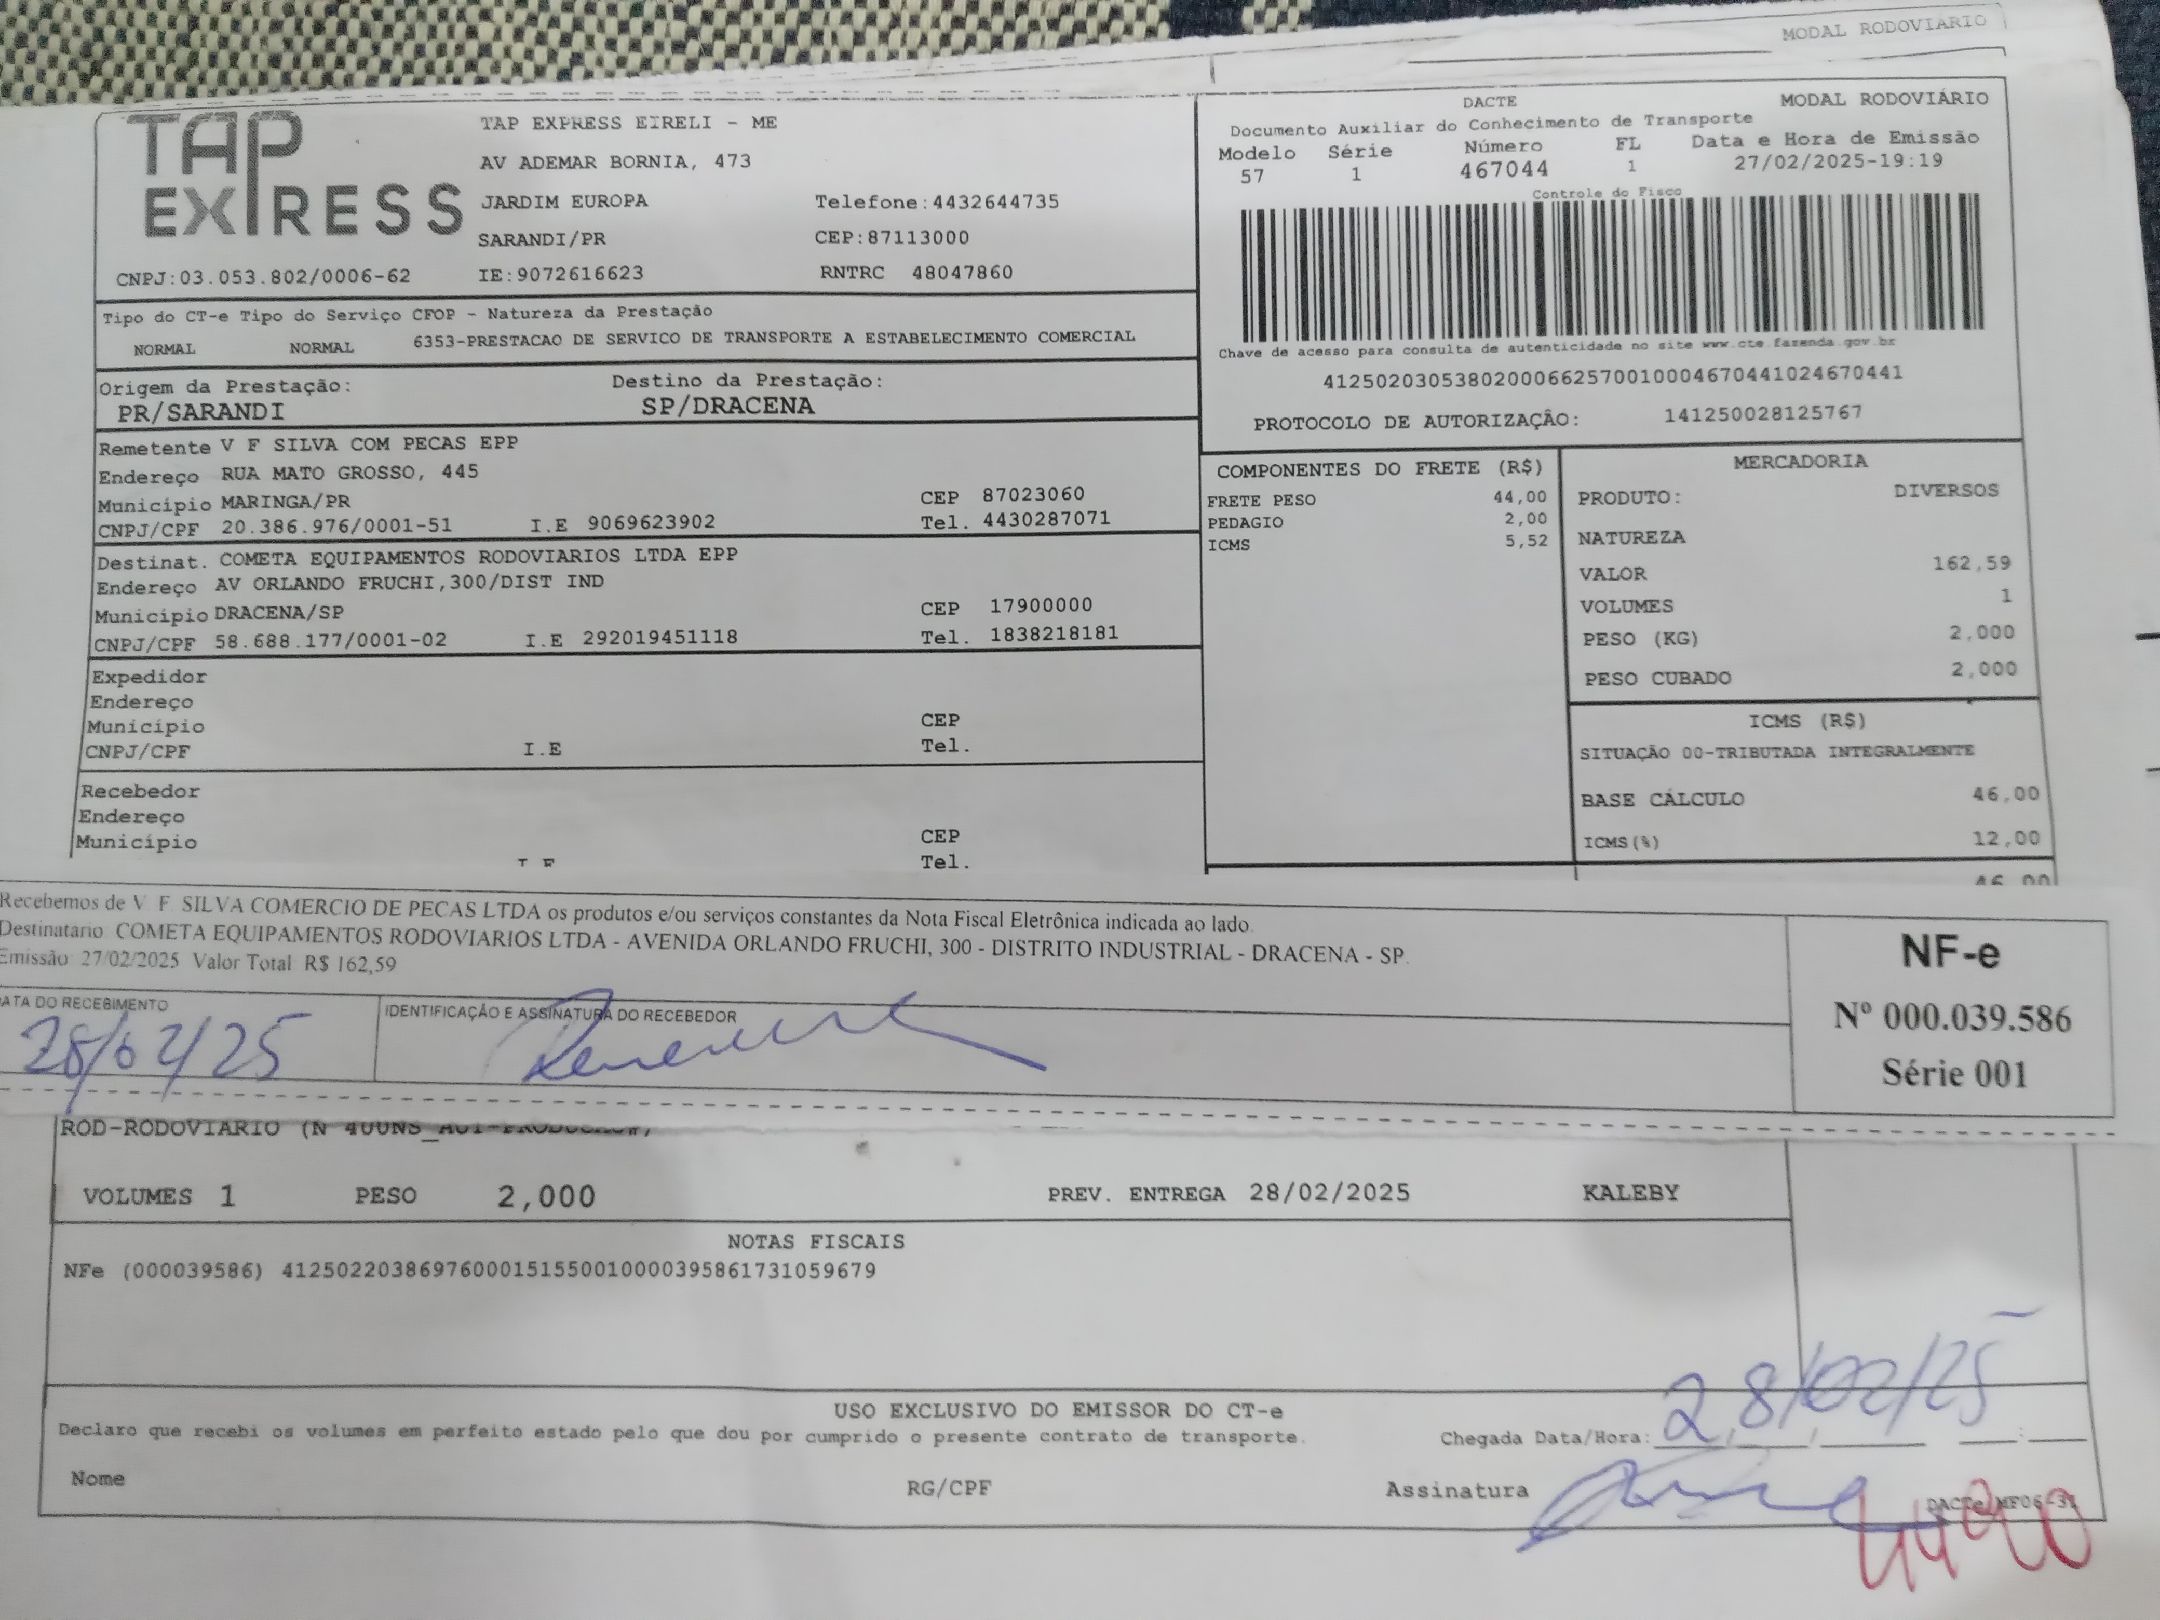 MODAL RODOVIARIO
TAP
EXPRESS
TAP EXPRESS EIRELI - ME
AV ADEMAR BORNIA, 473
JARDIM EUROPA Telefone:4432644735
SARANDI/PR CEP:87113000
CNPJ:03.053.802/0006-62 IE:9072616623 RNTRC 48047860
DACTE MODAL RODOVIÁRIO
Documento Auxiliar do Conhecimento de Transporte
Modelo Série Número FL Data e Hora de Emissão
57 1 467044 1 27/02/2025-19:19
Controle do Fisco
Chave de acesso para consulta de autenticidade no site www.cte.fazenda.gov.br
41250203053802000662570010004670441024670441
PROTOCOLO DE AUTORIZAÇÃO: 141250028125767
Tipo do CT-e Tipo do Serviço CFOP - Natureza da Prestação
NORMAL NORMAL 6353-PRESTACAO DE SERVICO DE TRANSPORTE A ESTABELECIMENTO COMERCIAL
Origem da Prestação: Destino da Prestação:
PR/SARANDI SP/DRACENA
Remetente V F SILVA COM PECAS EPP
Endereço RUA MATO GROSSO, 445
Município MARINGA/PR CEP 87023060
CNPJ/CPF 20.386.976/0001-51 I.E 9069623902 Tel. 4430287071
Destinat. COMETA EQUIPAMENTOS RODOVIARIOS LTDA EPP
Endereço AV ORLANDO FRUCHI,300/DIST IND
Município DRACENA/SP CEP 17900000
CNPJ/CPF 58.688.177/0001-02 I.E 292019451118 Tel. 1838218181
Expedidor
Endereço
Município CEP
CNPJ/CPF I.E Tel.
Recebedor
Endereço
Município CEP
I E Tel.
COMPONENTES DO FRETE (R$)
FRETE PESO 44,00
PEDAGIO 2,00
ICMS 5,52
MERCADORIA
PRODUTO: DIVERSOS
NATUREZA
VALOR 162,59
VOLUMES 1
PESO (KG) 2,000
PESO CUBADO 2,000
ICMS (R$)
SITUAÇÃO 00-TRIBUTADA INTEGRALMENTE
BASE CÁLCULO 46,00
ICMS(%) 12,00
46,00
Recebemos de V. F. SILVA COMERCIO DE PECAS LTDA os produtos e/ou serviços constantes da Nota Fiscal Eletrônica indicada ao lado.
Destinatário: COMETA EQUIPAMENTOS RODOVIARIOS LTDA - AVENIDA ORLANDO FRUCHI, 300 - DISTRITO INDUSTRIAL - DRACENA - SP.
Emissão: 27/02/2025 Valor Total: R$ 162,59
DATA DO RECEBIMENTO IDENTIFICAÇÃO E ASSINATURA DO RECEBEDOR
28/02/25
NF-e
Nº 000.039.586
Série 001
ROD-RODOVIARIO
VOLUMES 1 PESO 2,000 PREV. ENTREGA 28/02/2025 KALEBY
NOTAS FISCAIS
NFe (000039586) 41250220386976000151550010000395861731059679
USO EXCLUSIVO DO EMISSOR DO CT-e
Declaro que recebi os volumes em perfeito estado pelo que dou por cumprido o presente contrato de transporte.
Chegada Data/Hora: 28/02/25
Nome RG/CPF Assinatura